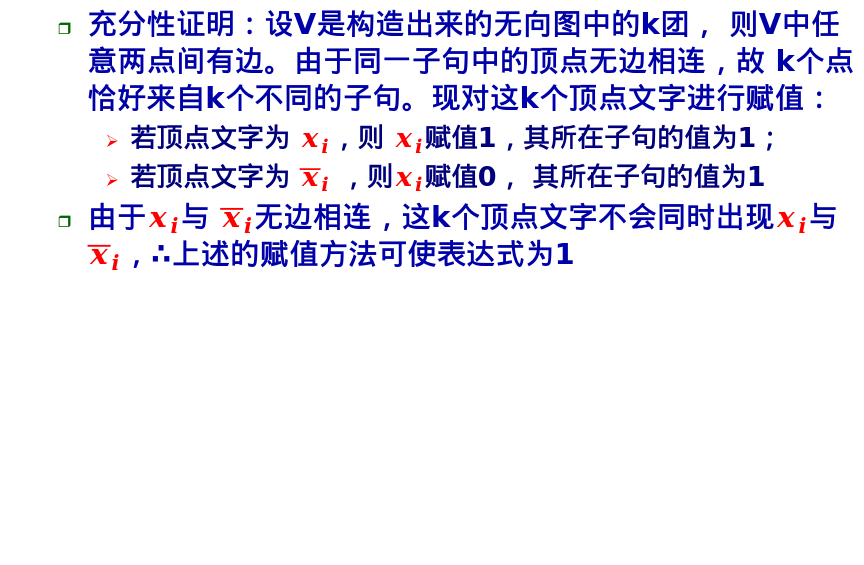 ❒ 充分性证明：设V是构造出来的无向图中的k团， 则V中任
意两点间有边。由于同一子句中的顶点无边相连，故 k个点
恰好来自k个不同的子句。现对这k个顶点文字进行赋值：
➢ 若顶点文字为 xᵢ，则 xᵢ赋值1，其所在子句的值为1；
➢ 若顶点文字为 x̅ᵢ ，则xᵢ赋值0， 其所在子句的值为1
❒ 由于xᵢ与 x̅ᵢ无边相连，这k个顶点文字不会同时出现xᵢ与
x̅ᵢ，∴上述的赋值方法可使表达式为1